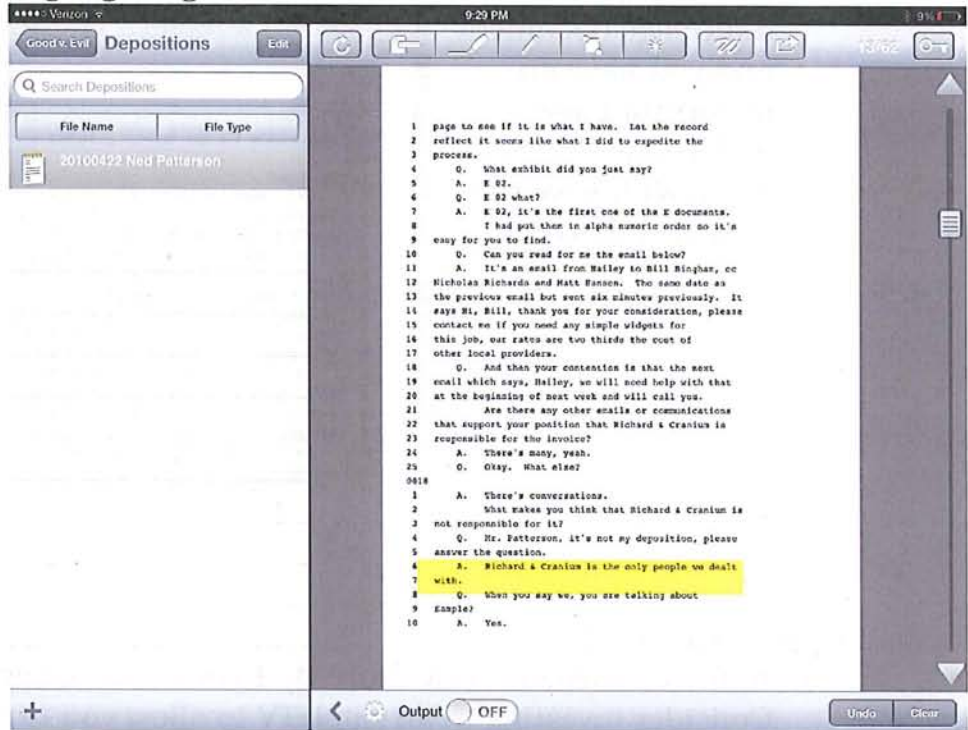 Verizon
9:29 PM
9%
Good v. Evil
Depositions
Edit
Search Depositions
File Name
File Type
20100422 Ned Patterson
13/62
1 page to see if it is what I have. Let the record
2 reflect it seems like what I did to expedite the
3 process.
4 Q. What exhibit did you just say?
5 A. E 02.
6 Q. E 02 what?
7 A. E 02, it's the first one of the E documents.
8 I had put them in alpha numeric order so it's
9 easy for you to find.
10 Q. Can you read for me the email below?
11 A. It's an email from Hailey to Bill Bingham, cc
12 Nicholas Richards and Matt Hansen. The same date as
13 the previous email but sent six minutes previously. It
14 says Hi, Bill, thank you for your consideration, please
15 contact me if you need any simple widgets for
16 this job, our rates are two thirds the cost of
17 other local providers.
18 Q. And then your contention is that the next
19 email which says, Hailey, we will need help with that
20 at the beginning of next week and will call you.
21 Are there any other emails or communications
22 that support your position that Richard & Cranium is
23 responsible for the invoice?
24 A. There's many, yeah.
25 Q. Okay. What else?
0018
1 A. There's conversations.
2 What makes you think that Richard & Cranium is
3 not responsible for it?
4 Q. Mr. Patterson, it's not my deposition, please
5 answer the question.
6 A. Richard & Cranium is the only people we dealt
7 with.
8 Q. When you say we, you are talking about
9 Sample?
10 A. Yes.
Output
OFF
Undo
Clear